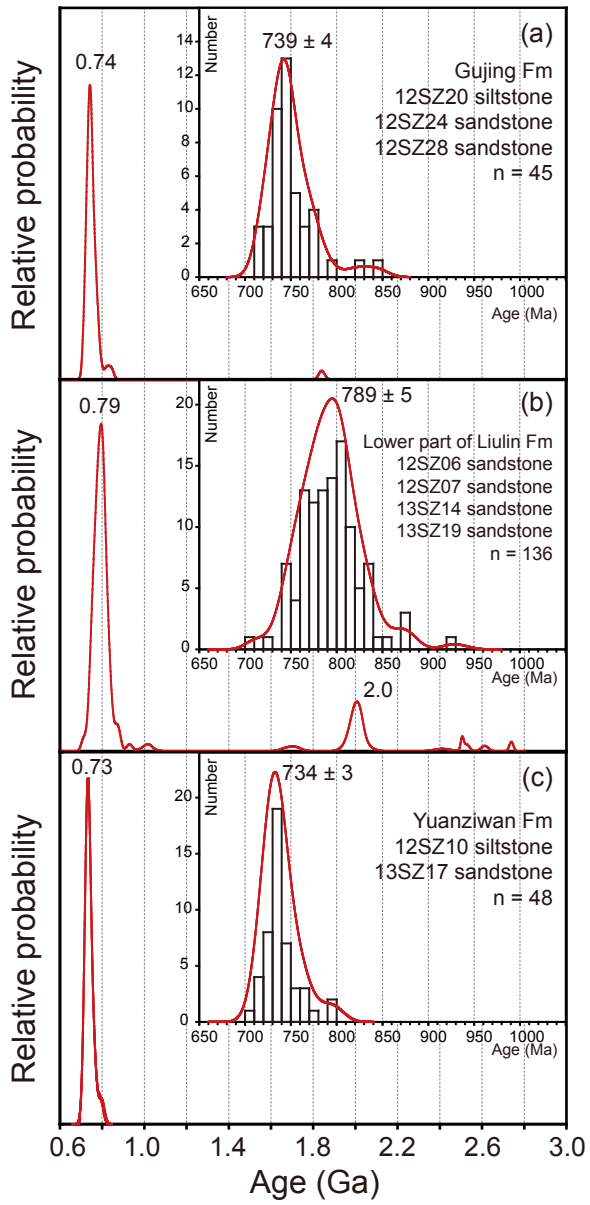 Relative probability
0.74
Number
14
12
10
8
6
4
2
0
739 ± 4
(a)
Gujing Fm
12SZ20 siltstone
12SZ24 sandstone
12SZ28 sandstone
n = 45
650 700 750 800 850 900 950 1000
Age (Ma)
Relative probability
0.79
Number
20
15
10
5
0
789 ± 5
(b)
Lower part of Liulin Fm
12SZ06 sandstone
12SZ07 sandstone
13SZ14 sandstone
13SZ19 sandstone
n = 136
650 700 750 800 850 900 950 1000
Age (Ma)
2.0
Relative probability
0.73
Number
20
15
10
5
0
734 ± 3
(c)
Yuanziwan Fm
12SZ10 siltstone
13SZ17 sandstone
n = 48
650 700 750 800 850 900 950 1000
Age (Ma)
0.6 1.0 1.4 1.8 2.2 2.6 3.0
Age (Ga)